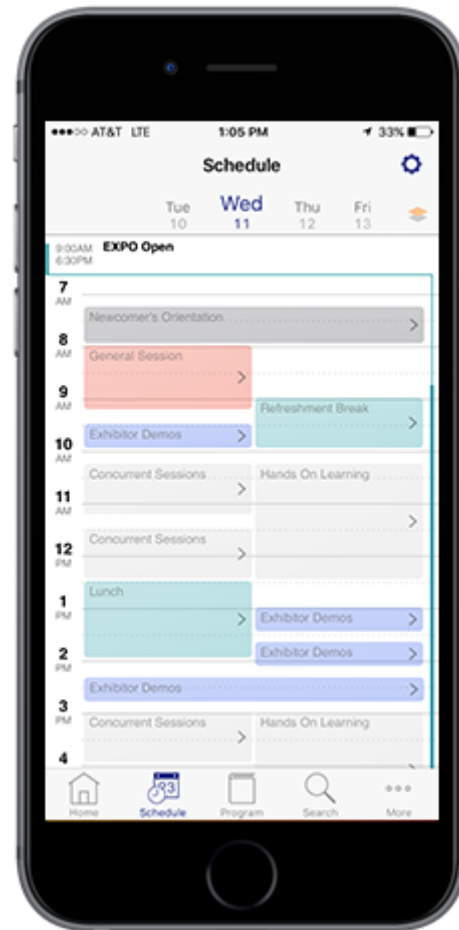 AT&T LTE 1:05 PM 33%
Schedule
Tue Wed Thu Fri
10 11 12 13
9:00AM EXPO Open
6:30PM
7
AM
Newcomer's Orientation
8
AM
General Session
9
AM
Refreshment Break
Exhibitor Demos
10
AM
Concurrent Sessions Hands On Learning
11
AM
Concurrent Sessions
12
PM
Lunch
1
PM
Exhibitor Demos
2
PM
Exhibitor Demos
Exhibitor Demos
3
PM
Concurrent Sessions Hands On Learning
4
23
Home Schedule Program Search More